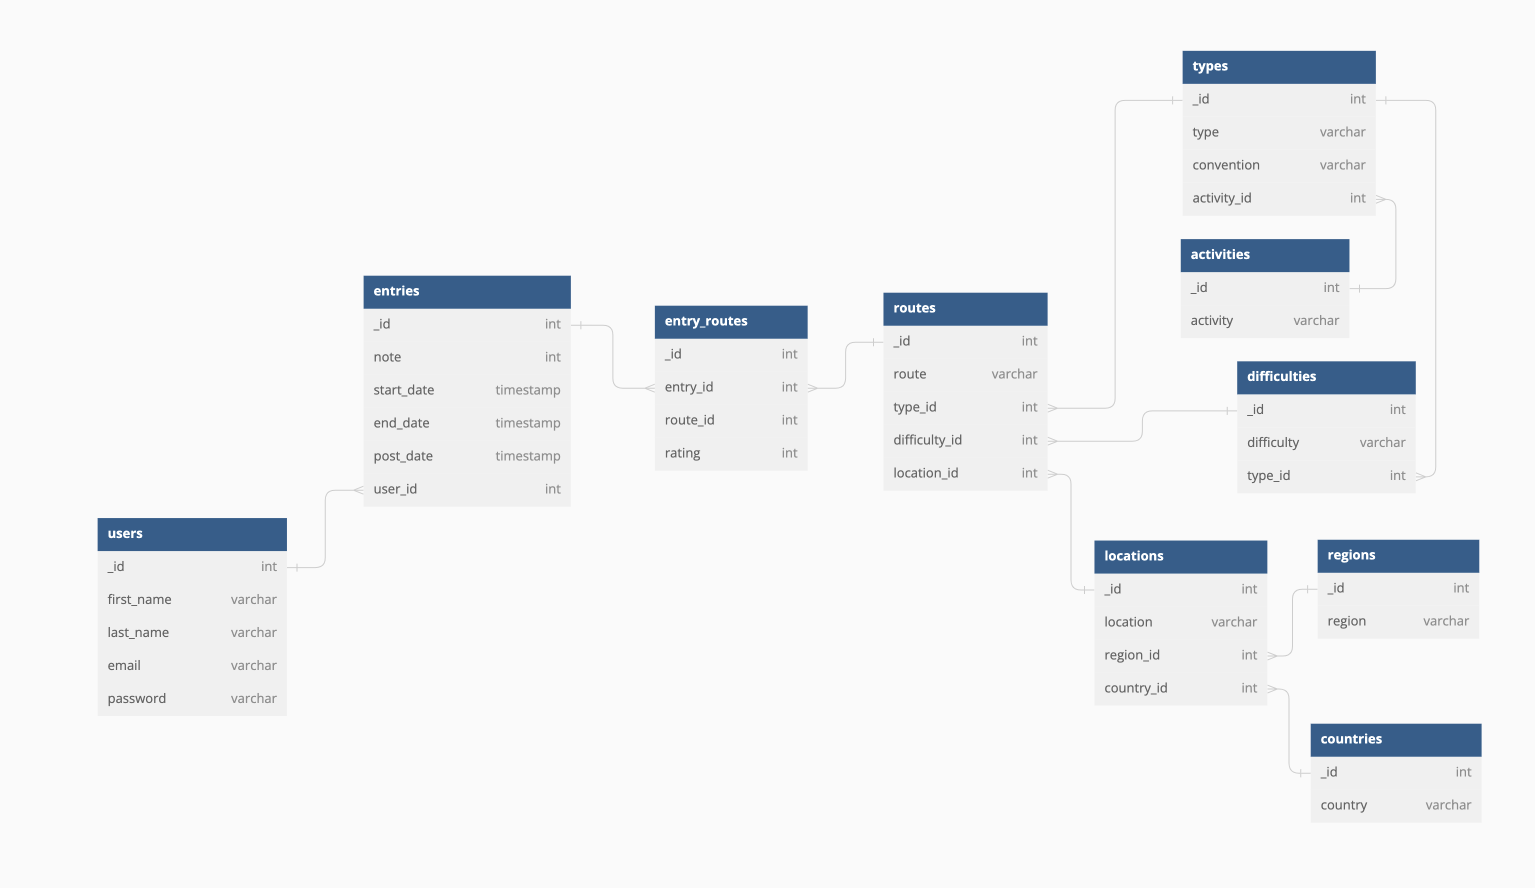 types
_id int
type varchar
convention varchar
activity_id int
activities
_id int
activity varchar
entries
_id int
note int
start_date timestamp
end_date timestamp
post_date timestamp
user_id int
entry_routes
_id int
entry_id int
route_id int
rating int
routes
_id int
route varchar
type_id int
difficulty_id int
location_id int
difficulties
_id int
difficulty varchar
type_id int
users
_id int
first_name varchar
last_name varchar
email varchar
password varchar
locations
_id int
location varchar
region_id int
country_id int
regions
_id int
region varchar
countries
_id int
country varchar